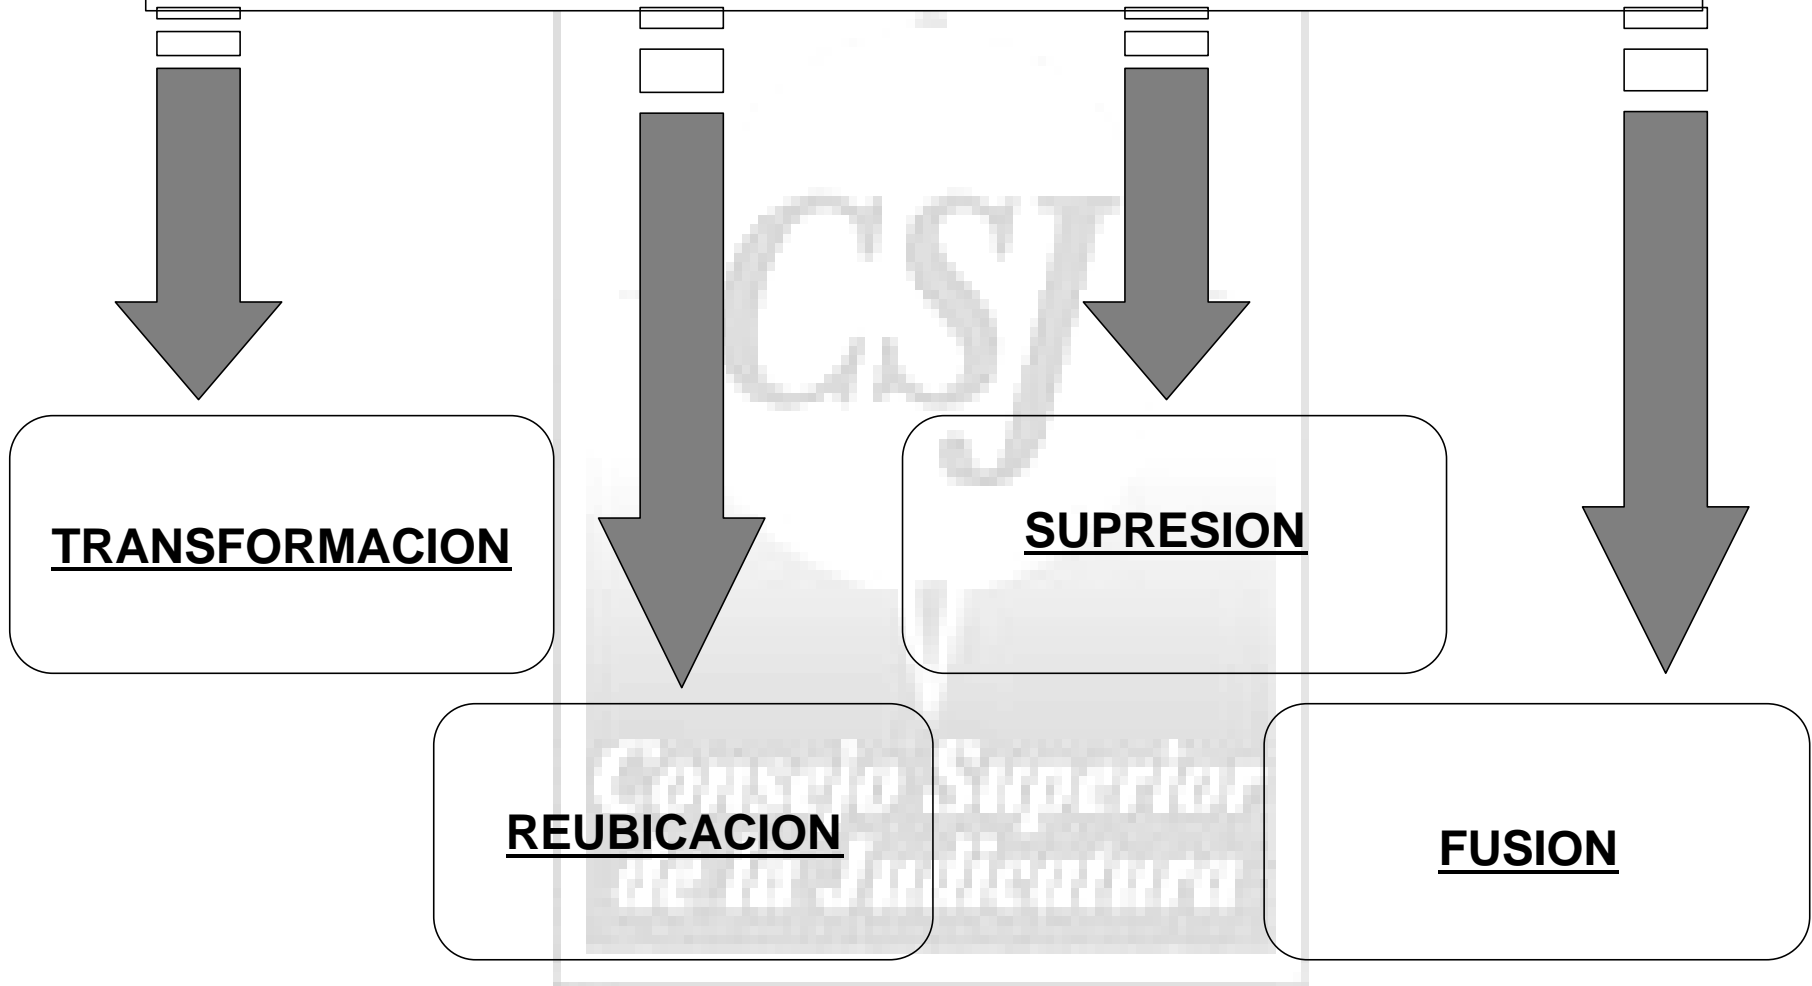 CSJ
TRANSFORMACION
SUPRESION
REUBICACION
FUSION
Consejo Superior
de la Judicatura